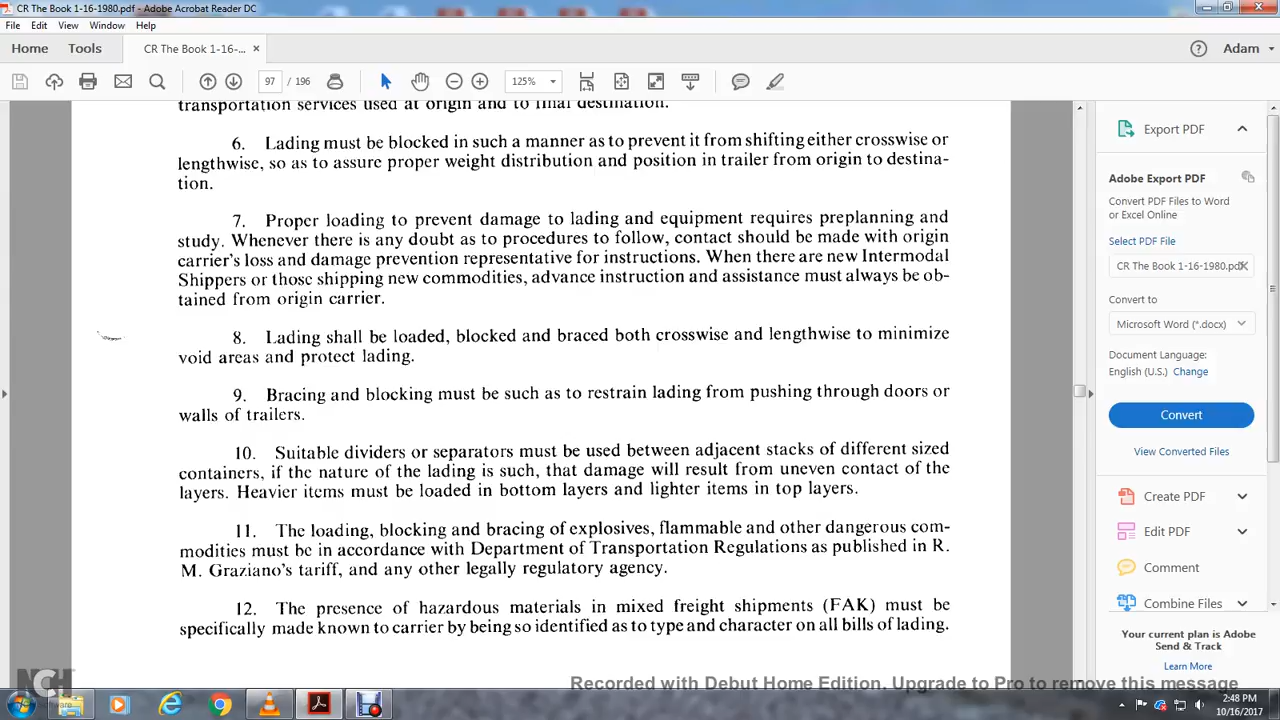 CR The Book 1-16-1980.pdf - Adobe Acrobat Reader DC
File Edit View Window Help
Home Tools CR The Book 1-16-... × Adam
97 / 196 125%
transportation services used at origin and to final destination.
6. Lading must be blocked in such a manner as to prevent it from shifting either crosswise or
lengthwise, so as to assure proper weight distribution and position in trailer from origin to destina-
tion.
7. Proper loading to prevent damage to lading and equipment requires preplanning and
study. Whenever there is any doubt as to procedures to follow, contact should be made with origin
carrier's loss and damage prevention representative for instructions. When there are new Intermodal
Shippers or those shipping new commodities, advance instruction and assistance must always be ob-
tained from origin carrier.
8. Lading shall be loaded, blocked and braced both crosswise and lengthwise to minimize
void areas and protect lading.
9. Bracing and blocking must be such as to restrain lading from pushing through doors or
walls of trailers.
10. Suitable dividers or separators must be used between adjacent stacks of different sized
containers, if the nature of the lading is such, that damage will result from uneven contact of the
layers. Heavier items must be loaded in bottom layers and lighter items in top layers.
11. The loading, blocking and bracing of explosives, flammable and other dangerous com-
modities must be in accordance with Department of Transportation Regulations as published in R.
M. Graziano's tariff, and any other legally regulatory agency.
12. The presence of hazardous materials in mixed freight shipments (FAK) must be
specifically made known to carrier by being so identified as to type and character on all bills of lading.
Export PDF
Adobe Export PDF
Convert PDF Files to Word
or Excel Online
Select PDF File
CR The Book 1-16-1980.pdf
Convert to
Microsoft Word (*.docx)
Document Language:
English (U.S.) Change
Convert
View Converted Files
Create PDF
Edit PDF
Comment
Combine Files
Your current plan is Adobe
Send & Track
Learn More
NCH
Software
Recorded with Debut Home Edition. Upgrade to Pro to remove this message
2:48 PM
10/16/2017